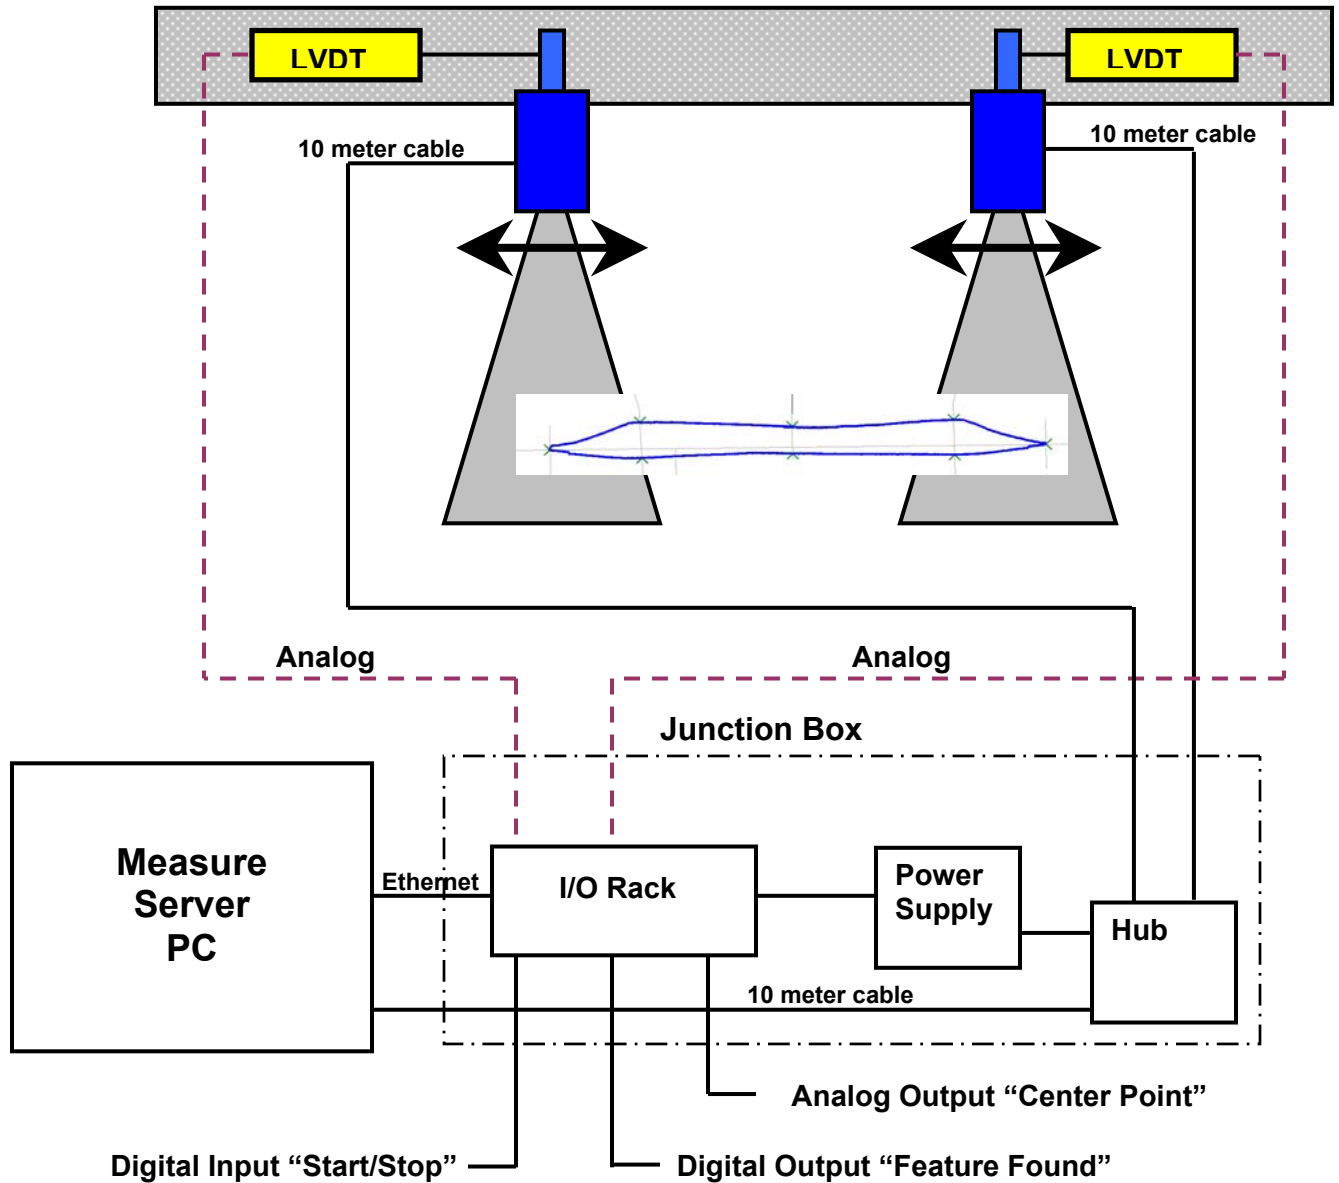 LVDT
LVDT
10 meter cable
10 meter cable
Analog
Analog
Junction Box
Measure
Server
PC
Ethernet
I/O Rack
Power
Supply
Hub
10 meter cable
Analog Output “Center Point”
Digital Input “Start/Stop”
Digital Output “Feature Found”